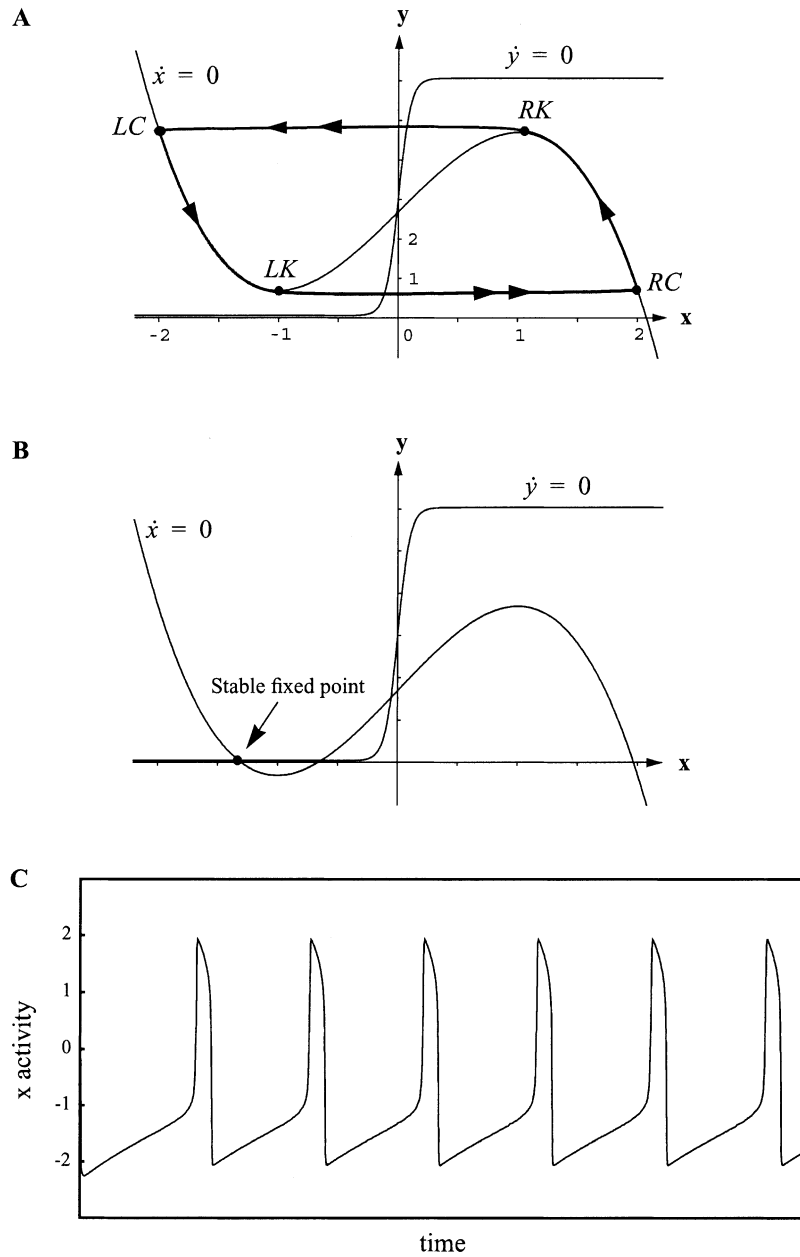 A
y
ẋ = 0
ẏ = 0
LC
RK
2
1
LK
RC
x
-2
-1
0
1
2
B
y
ẏ = 0
ẋ = 0
Stable fixed point
x
C
2
1
0
-1
-2
x activity
time